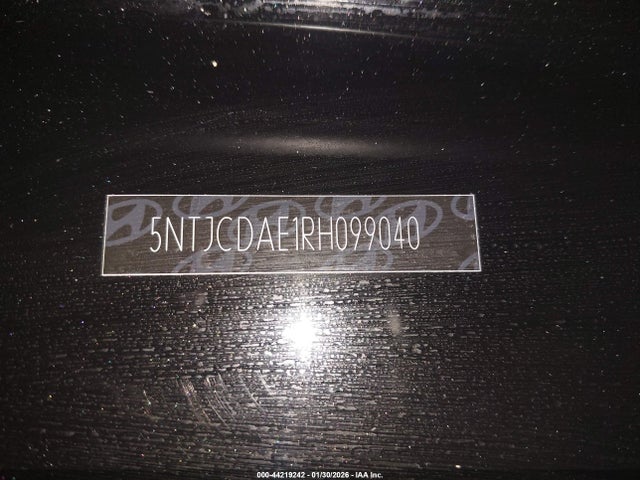 5NTJCDAE1RH099040
000-44219242 - 01/30/2026 - IAA Inc.